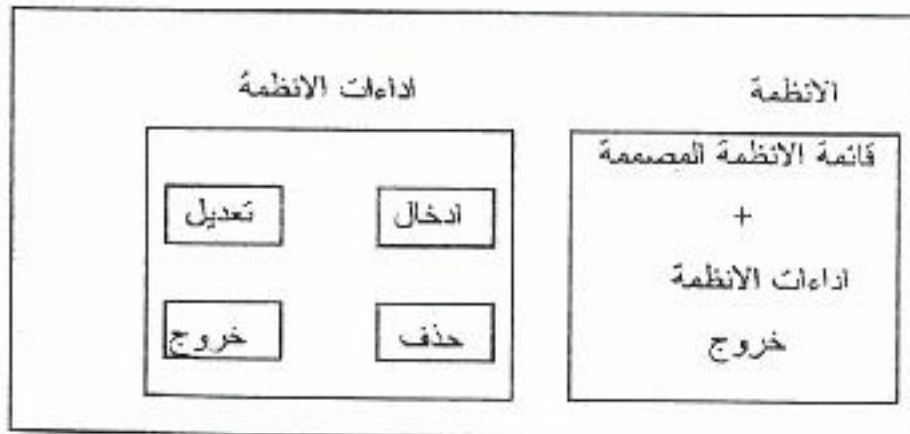 الانظمة
قائمة الانظمة المصممة
+
اداءات الانظمة
خروج
اداءات الانظمة
ادخال
تعديل
حذف
خروج